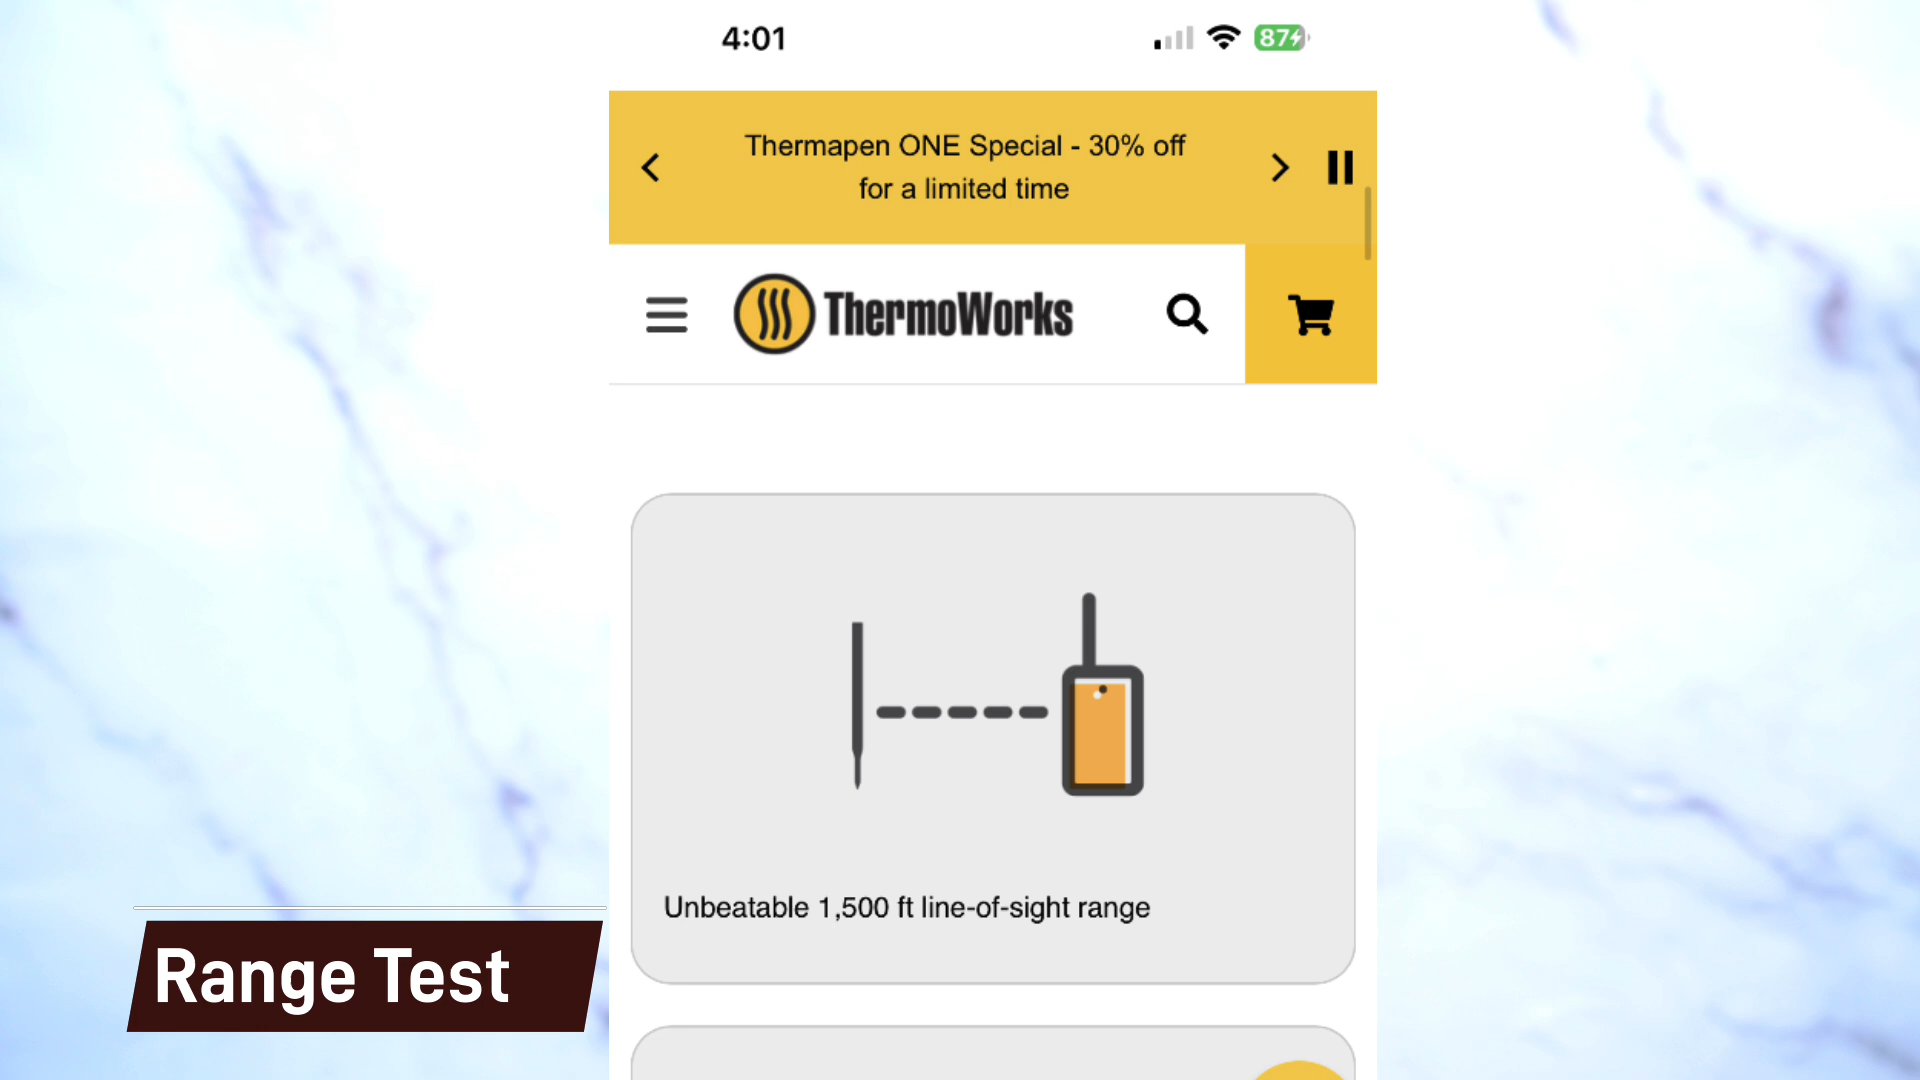 4:01
87
Thermapen ONE Special - 30% off
for a limited time
ThermoWorks
Unbeatable 1,500 ft line-of-sight range
Range Test